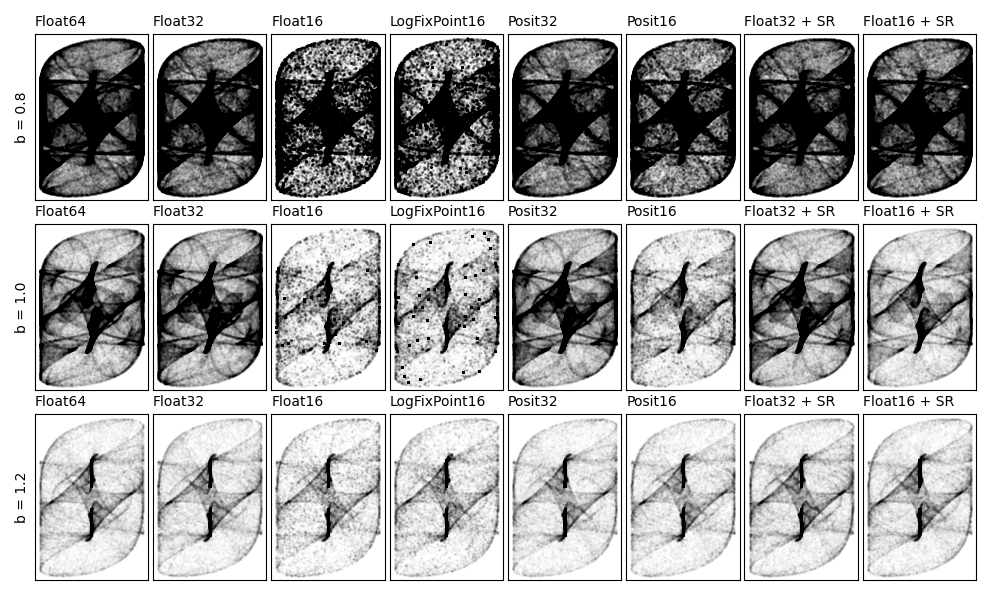 Float64 Float32 Float16 LogFixPoint16 Posit32 Posit16 Float32 + SR Float16 + SR
b = 0.8
Float64 Float32 Float16 LogFixPoint16 Posit32 Posit16 Float32 + SR Float16 + SR
b = 1.0
Float64 Float32 Float16 LogFixPoint16 Posit32 Posit16 Float32 + SR Float16 + SR
b = 1.2